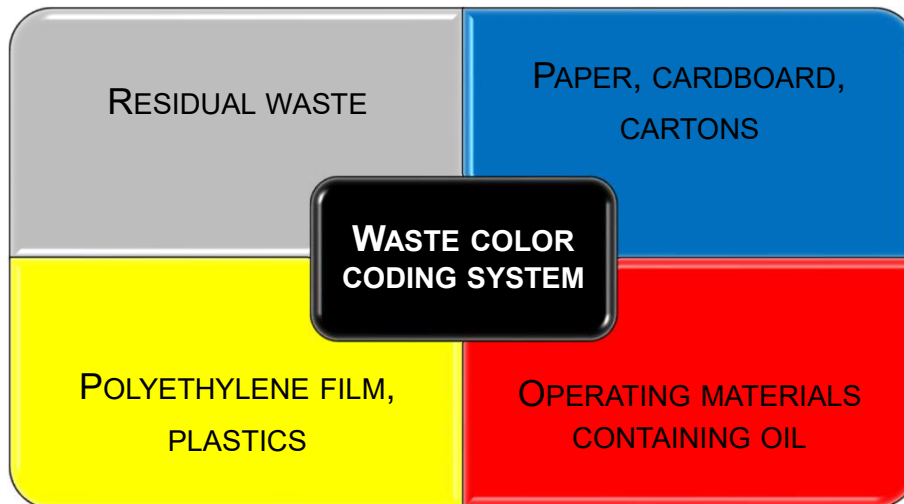 RESIDUAL WASTE
PAPER, CARDBOARD,
CARTONS
WASTE COLOR
CODING SYSTEM
POLYETHYLENE FILM,
PLASTICS
OPERATING MATERIALS
CONTAINING OIL